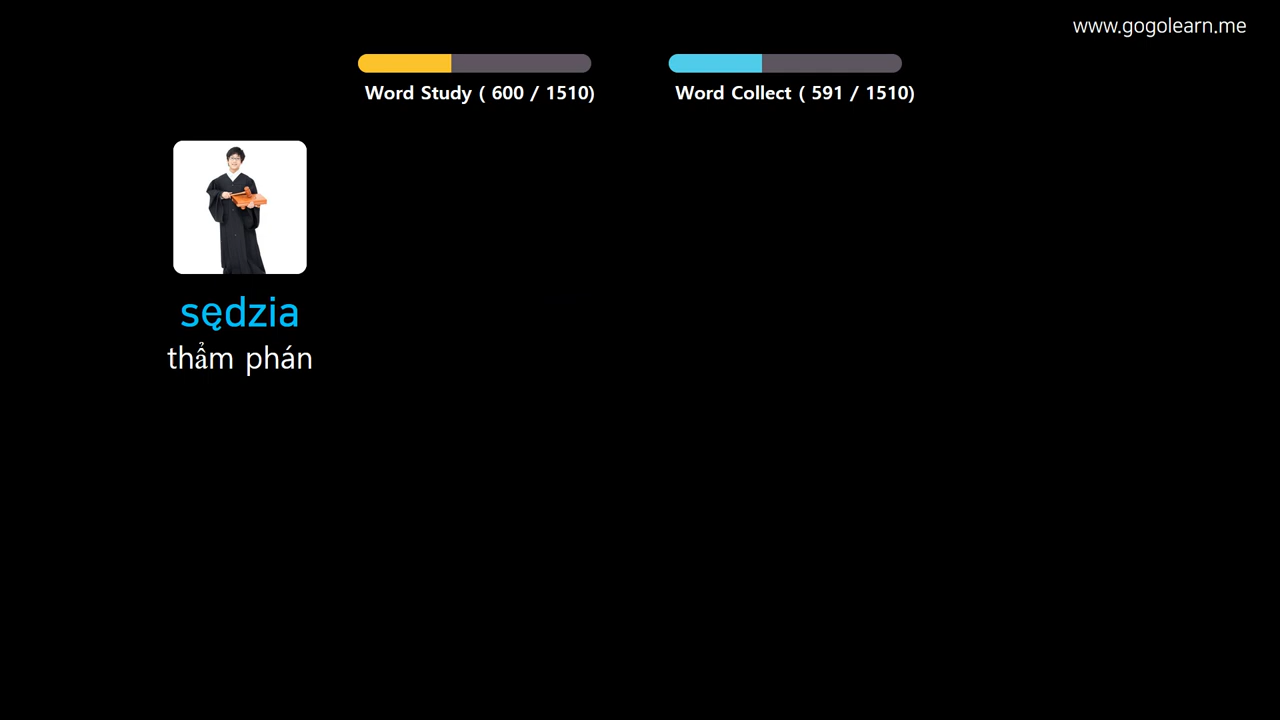 www.gogolearn.me
Word Study ( 600 / 1510)
Word Collect ( 591 / 1510)
sędzia
thẩm phán